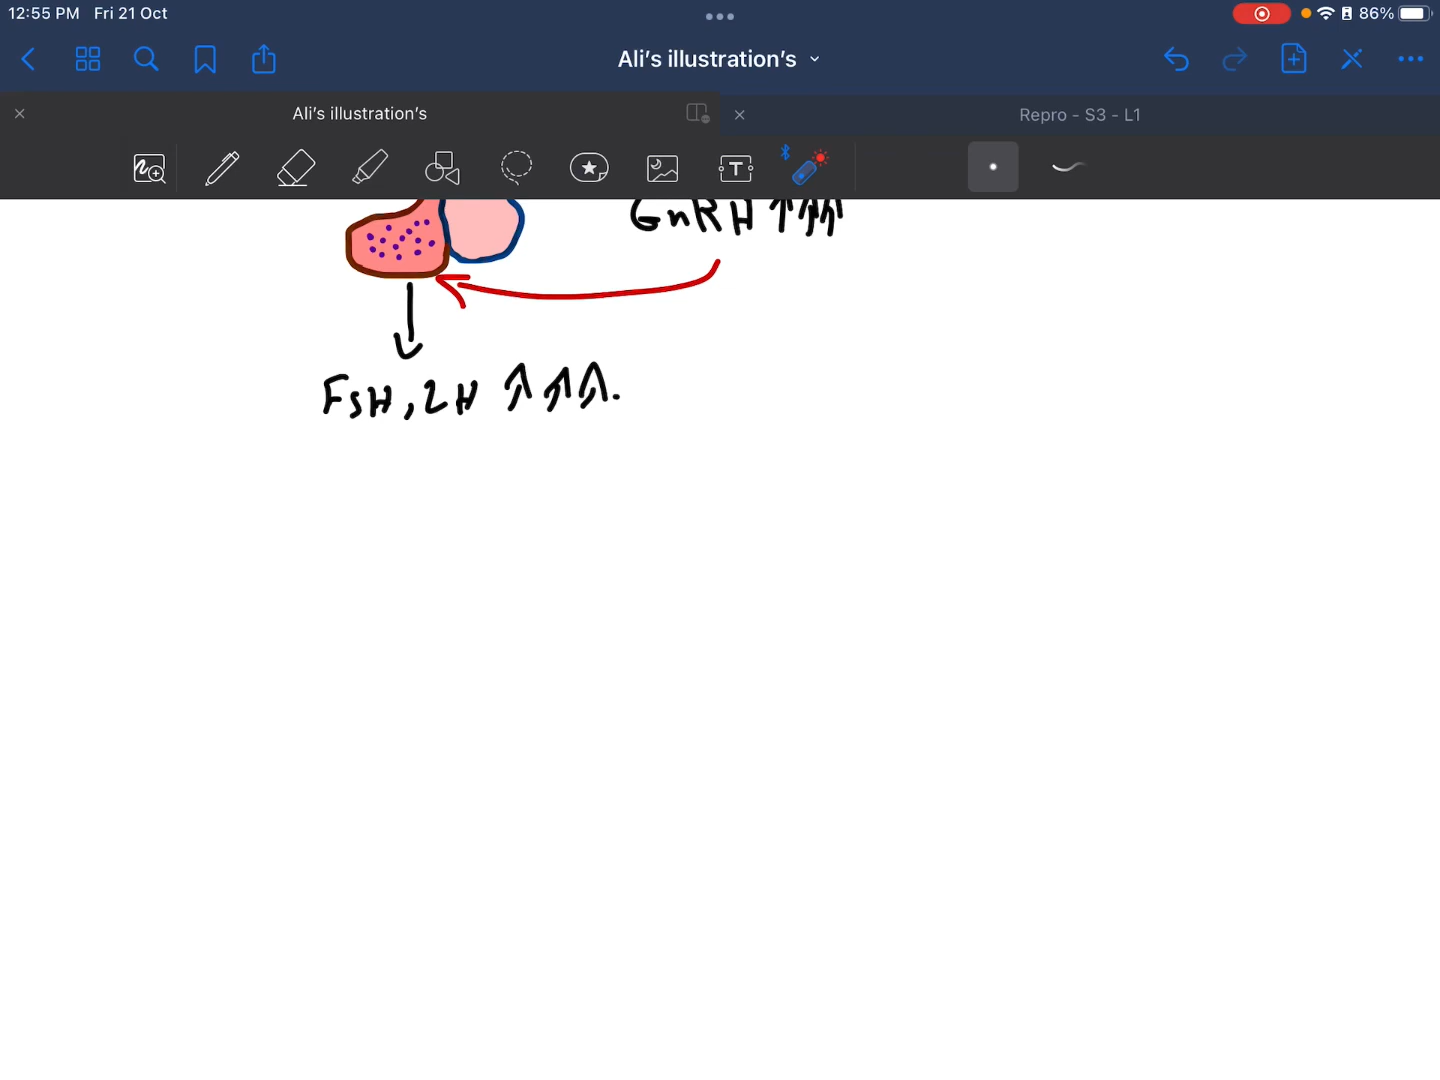 12:55 PM Fri 21 Oct
86%
Ali's illustration's
Ali's illustration's
Repro - S3 - L1
GnRH ↑↑↑
FSH, LH ↑↑↑.